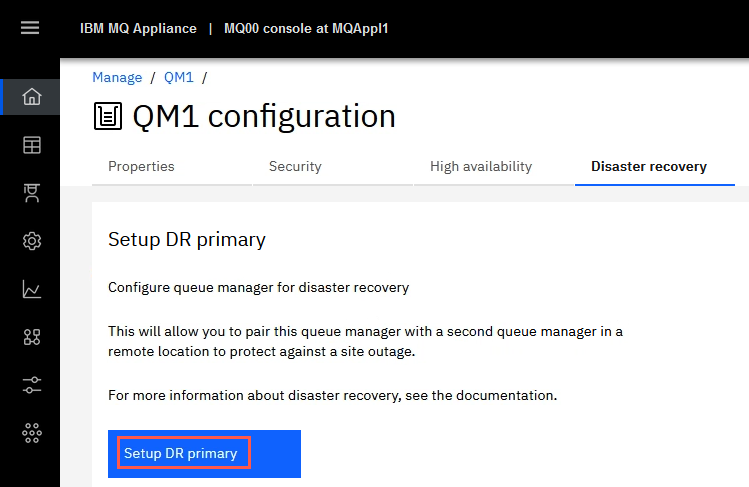 IBM MQ Appliance | MQ00 console at MQAppl1
Manage / QM1 /
QM1 configuration
Properties Security High availability Disaster recovery
Setup DR primary
Configure queue manager for disaster recovery
This will allow you to pair this queue manager with a second queue manager in a
remote location to protect against a site outage.
For more information about disaster recovery, see the documentation.
Setup DR primary